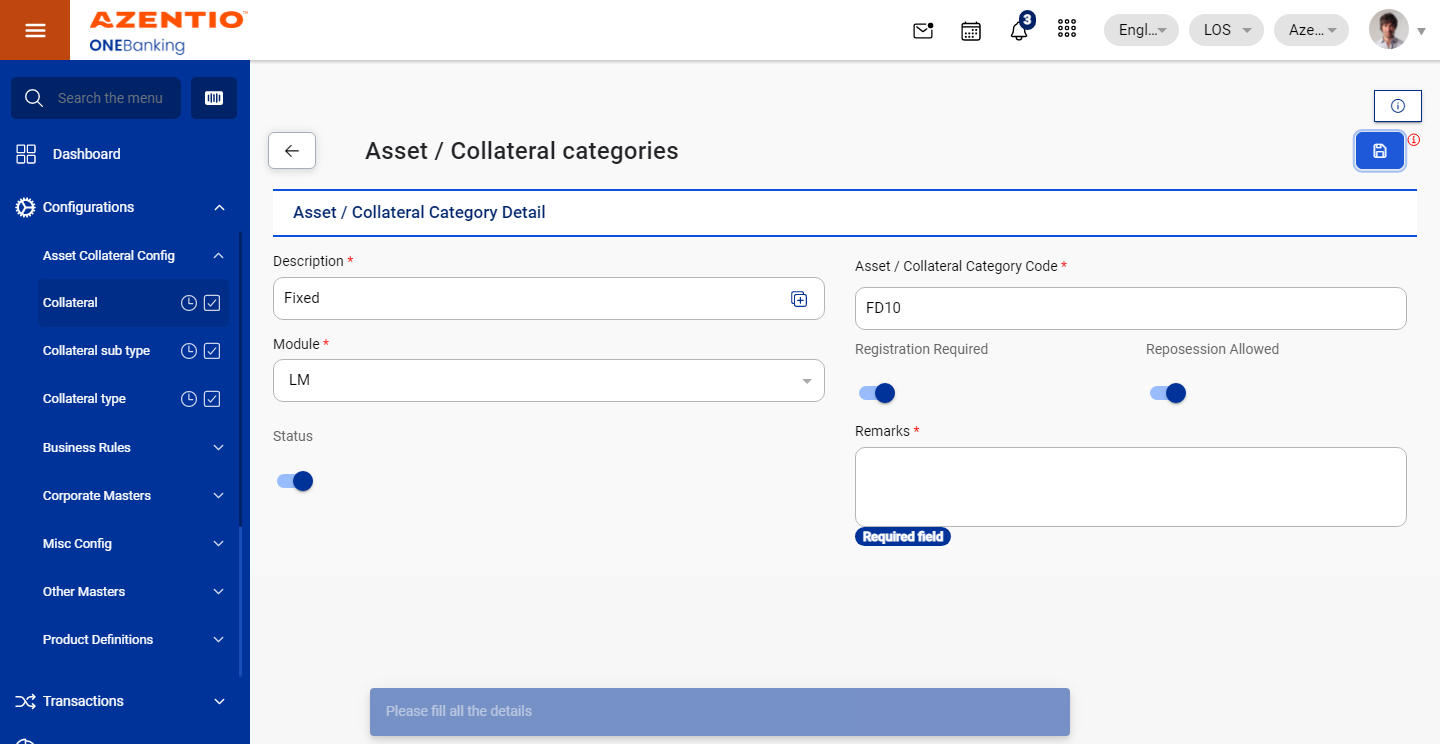 AZENTIO™
ONEBanking
3
Engl...
LOS
Aze...
Search the menu
Dashboard
Configurations
Asset Collateral Config
Collateral
Collateral sub type
Collateral type
Business Rules
Corporate Masters
Misc Config
Other Masters
Product Definitions
Transactions
Asset / Collateral categories
Asset / Collateral Category Detail
Description *
Fixed
Asset / Collateral Category Code *
FD10
Module *
LM
Registration Required
Reposession Allowed
Status
Remarks *
Required field
Please fill all the details